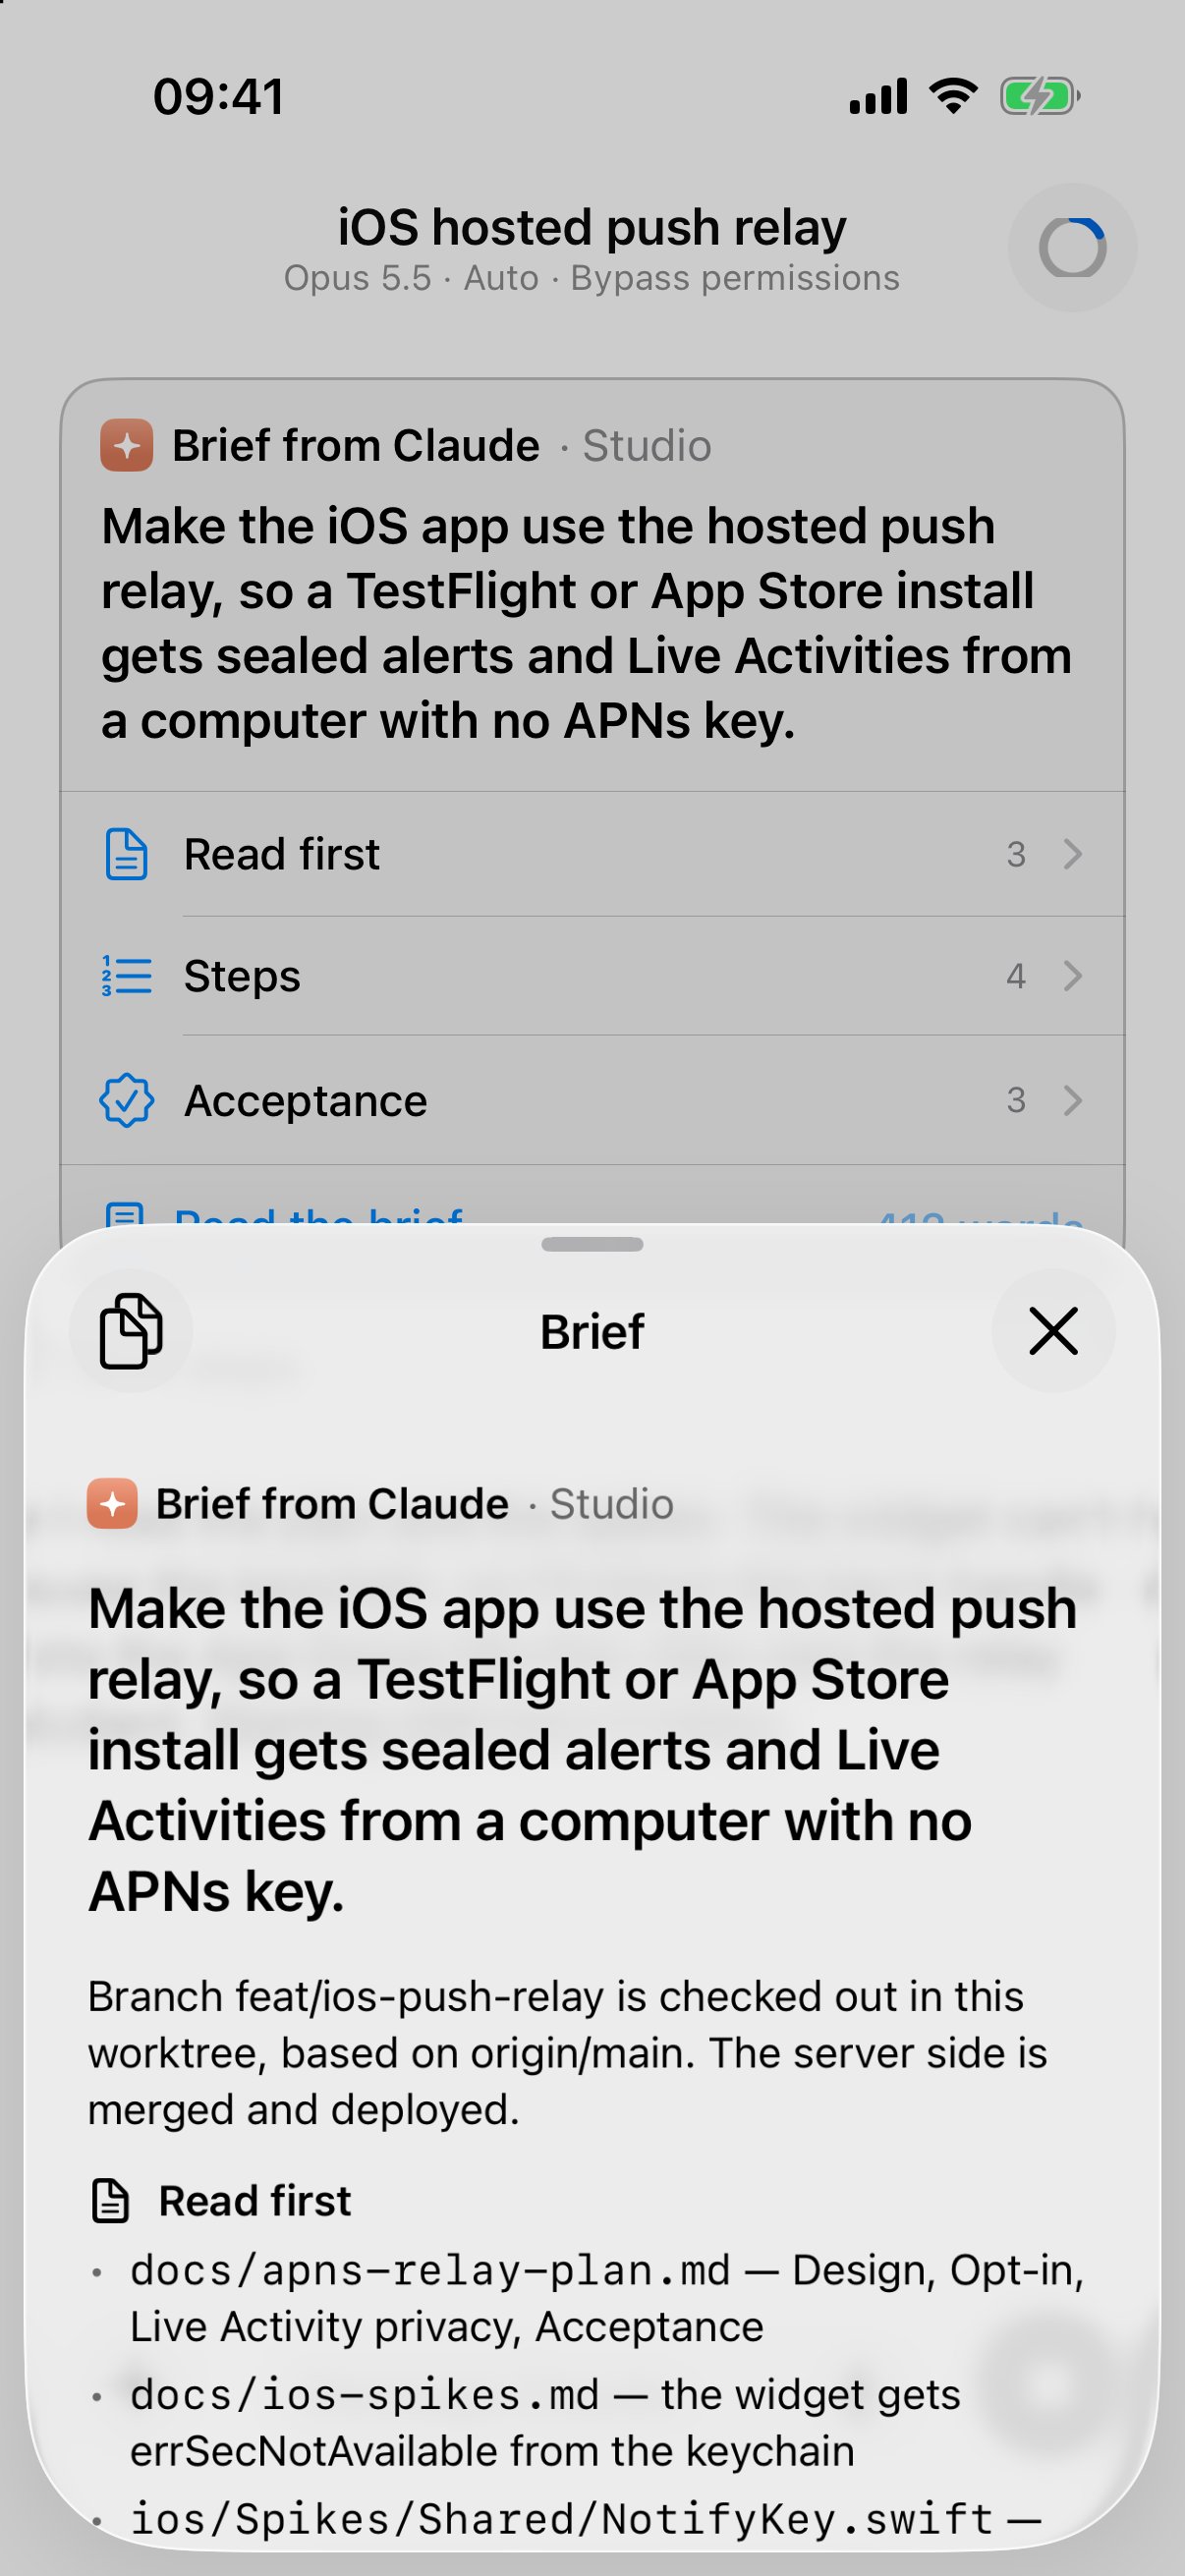 09:41
iOS hosted push relay
Opus 5.5 · Auto · Bypass permissions
Brief from Claude · Studio
Make the iOS app use the hosted push
relay, so a TestFlight or App Store install
gets sealed alerts and Live Activities from
a computer with no APNs key.
Read first 3
1
2
3
Steps 4
Acceptance 3
Read the brief words
Brief
Brief from Claude · Studio
Make the iOS app use the hosted push
relay, so a TestFlight or App Store
install gets sealed alerts and Live
Activities from a computer with no
APNs key.
Branch feat/ios-push-relay is checked out in this
worktree, based on origin/main. The server side is
merged and deployed.
Read first
• docs/apns-relay-plan.md — Design, Opt-in,
Live Activity privacy, Acceptance
• docs/ios-spikes.md — the widget gets
errSecNotAvailable from the keychain
• ios/Spikes/Shared/NotifyKey.swift —